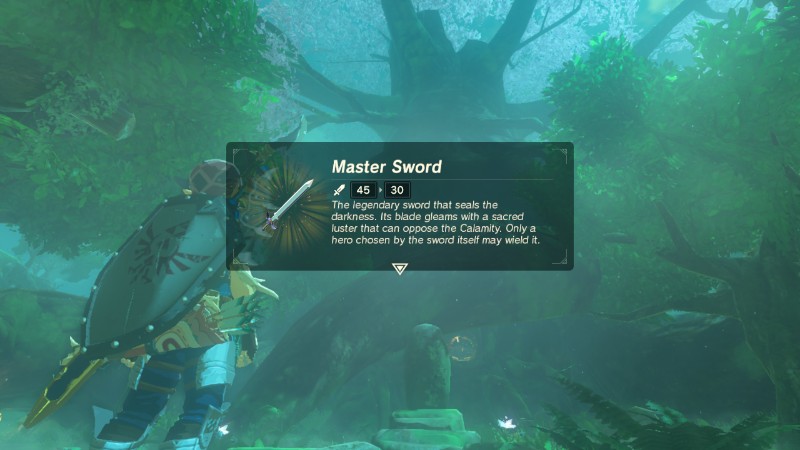 Master Sword
45 30
The legendary sword that seals the
darkness. Its blade gleams with a sacred
luster that can oppose the Calamity. Only a
hero chosen by the sword itself may wield it.